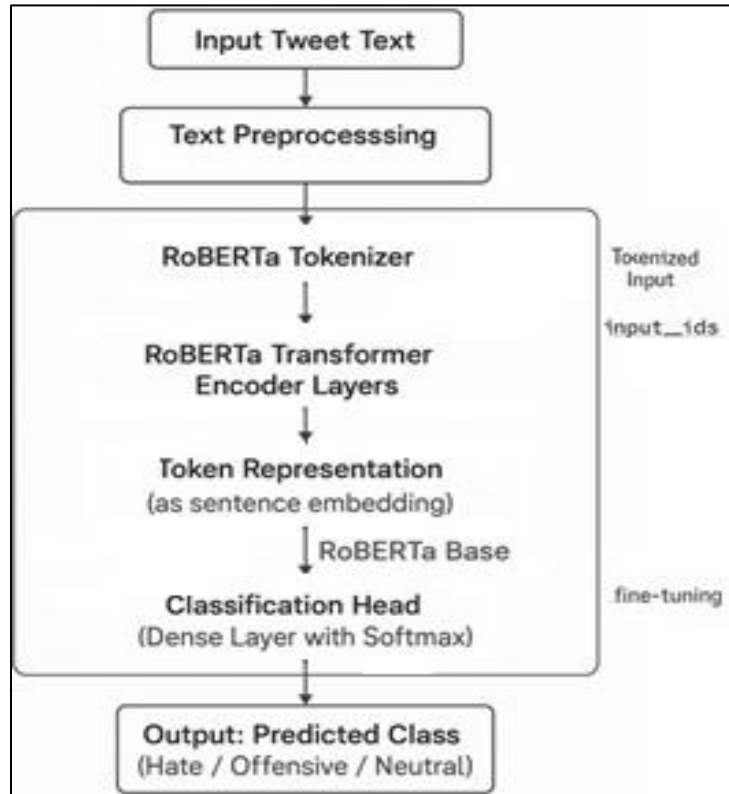 Input Tweet Text
Text Preprocesssing
RoBERTa Tokenizer
Tokenized
Input
input_ids
RoBERTa Transformer
Encoder Layers
Token Representation
(as sentence embedding)
RoBERTa Base
Classification Head
(Dense Layer with Softmax)
fine-tuning
Output: Predicted Class
(Hate / Offensive / Neutral)